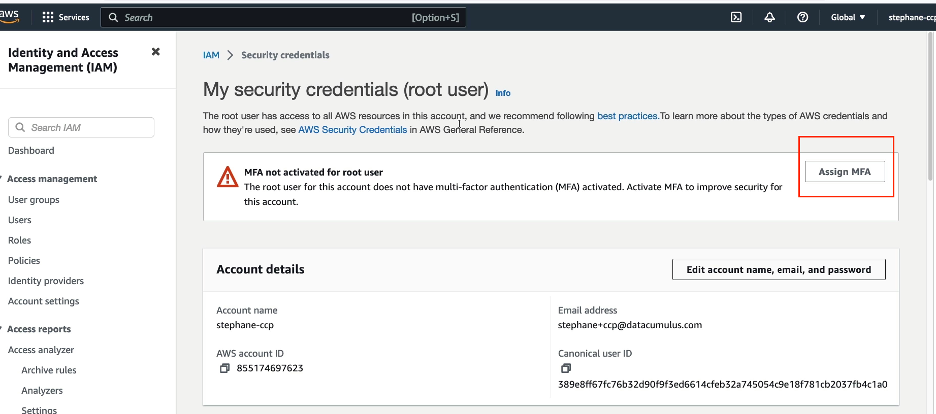 aws
Services
Search
[Option+S]
Global
stephane-ccp
Identity and Access
Management (IAM)
Search IAM
Dashboard
Access management
User groups
Users
Roles
Policies
Identity providers
Account settings
Access reports
Access analyzer
Archive rules
Analyzers
Settings
IAM > Security credentials
My security credentials (root user) Info
The root user has access to all AWS resources in this account, and we recommend following best practices.To learn more about the types of AWS credentials and
how they're used, see AWS Security Credentials in AWS General Reference.
MFA not activated for root user
The root user for this account does not have multi-factor authentication (MFA) activated. Activate MFA to improve security for
this account.
Assign MFA
Account details
Edit account name, email, and password
Account name
stephane-ccp
Email address
stephane+ccp@datacumulus.com
AWS account ID
855174697623
Canonical user ID
389e8ff67fc76b32d90f9f3ed6614cfeb32a745054c9e18f781cb2037fb4c1a0